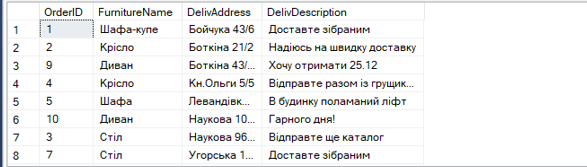 OrderID FurnitureName DelivAddress DelivDescription
1 1 Шафа-купе Бойчука 43/6 Доставте зібраним
2 2 Крісло Боткіна 21/2 Надіюсь на швидку доставку
3 9 Диван Боткіна 43/... Хочу отримати 25.12
4 4 Крісло Кн.Ольги 5/5 Відправте разом із грущик...
5 5 Шафа Левандівк... В будинку поламаний ліфт
6 10 Диван Наукова 10... Гарного дня!
7 3 Стіл Наукова 96... Відправте ще каталог
8 7 Стіл Угорська 1... Доставте зібраним